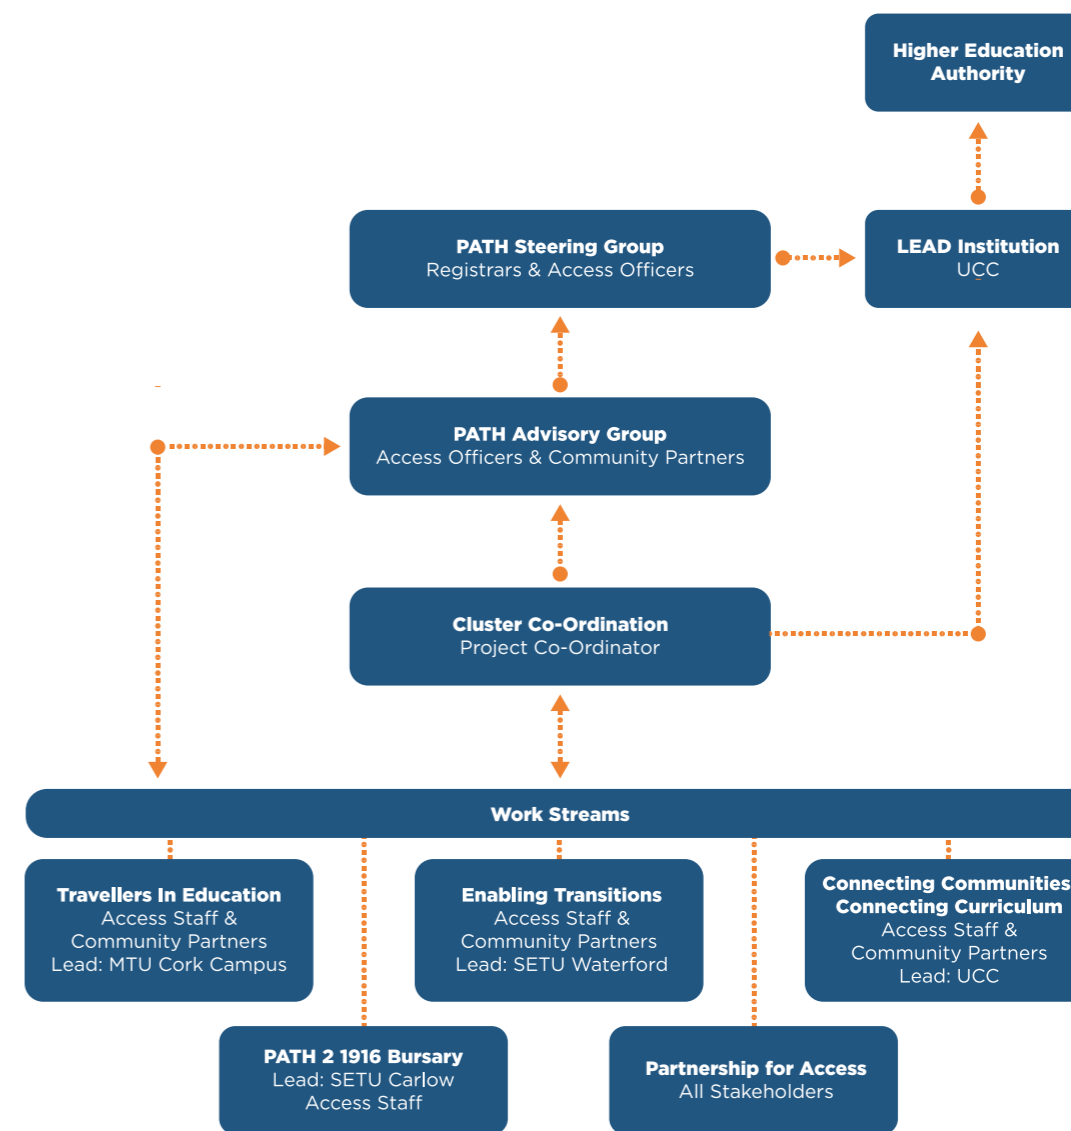 Higher Education
Authority
PATH Steering Group
Registrars & Access Officers
LEAD Institution
UCC
PATH Advisory Group
Access Officers & Community Partners
Cluster Co-Ordination
Project Co-Ordinator
Work Streams
Travellers In Education
Access Staff &
Community Partners
Lead: MTU Cork Campus
Enabling Transitions
Access Staff &
Community Partners
Lead: SETU Waterford
Connecting Communities
Connecting Curriculum
Access Staff &
Community Partners
Lead: UCC
PATH 2 1916 Bursary
Lead: SETU Carlow
Access Staff
Partnership for Access
All Stakeholders